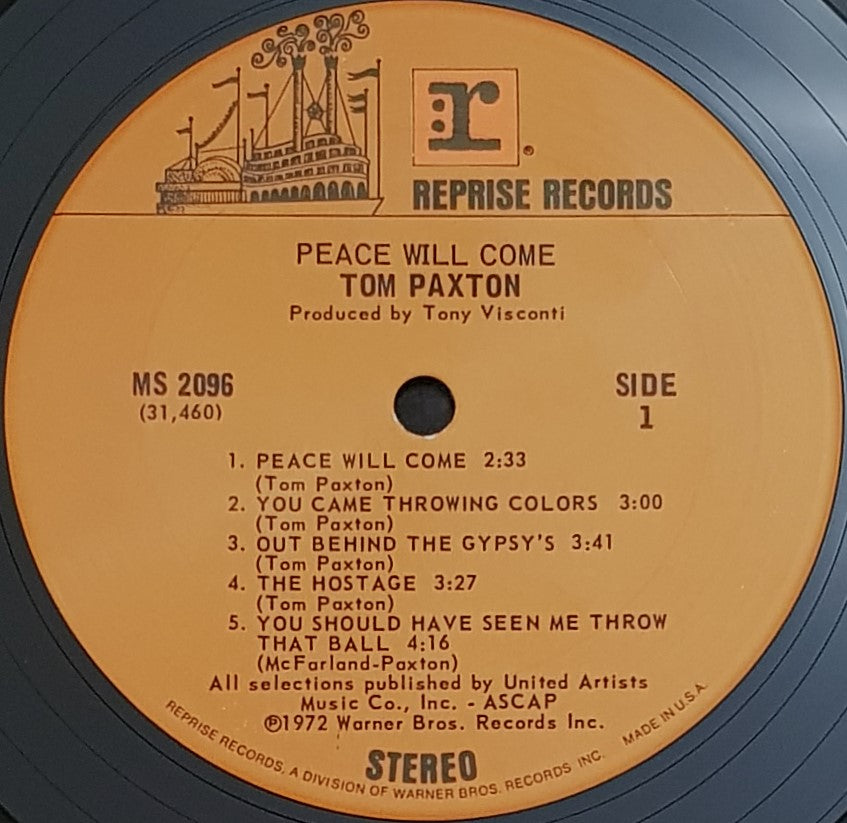 r:
REPRISE RECORDS
PEACE WILL COME
TOM PAXTON
Produced by Tony Visconti
MS 2096
(31,460)
SIDE
1
1. PEACE WILL COME 2:33
(Tom Paxton)
2. YOU CAME THROWING COLORS 3:00
(Tom Paxton)
3. OUT BEHIND THE GYPSY'S 3:41
(Tom Paxton)
4. THE HOSTAGE 3:27
(Tom Paxton)
5. YOU SHOULD HAVE SEEN ME THROW
THAT BALL 4:16
(McFarland-Paxton)
All selections published by United Artists
Music Co., Inc. - ASCAP
℗1972 Warner Bros. Records Inc.
STEREO
REPRISE RECORDS, A DIVISION OF WARNER BROS. RECORDS INC. MADE IN U.S.A.